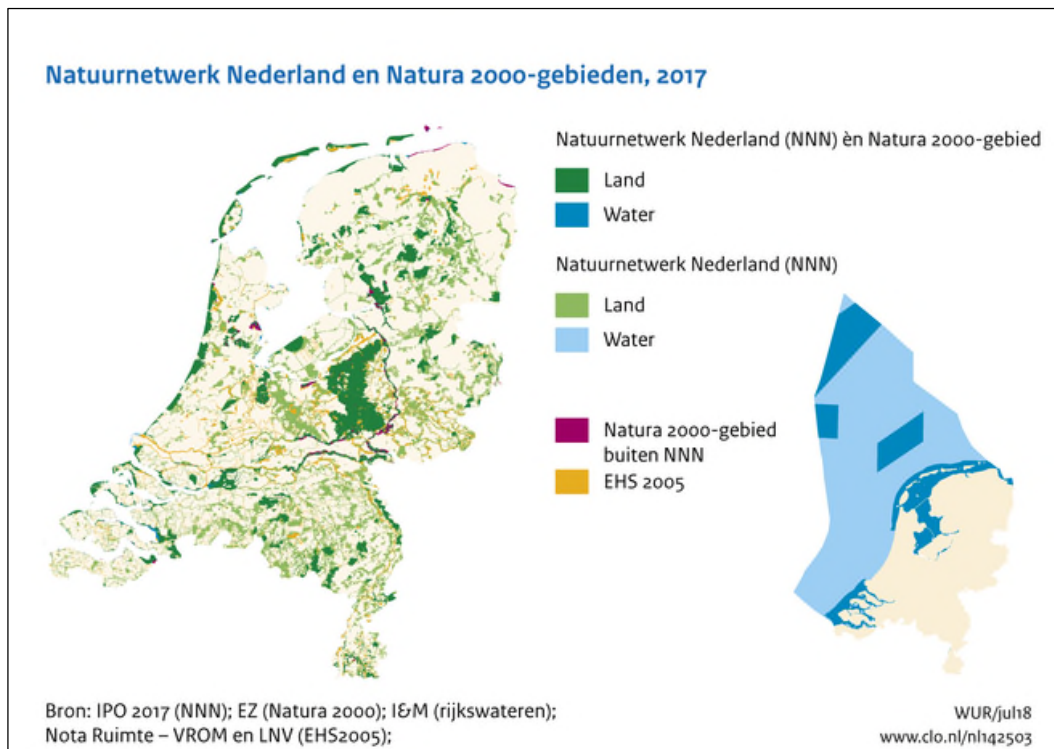 Natuurnetwerk Nederland en Natura 2000-gebieden, 2017
Natuurnetwerk Nederland (NNN) èn Natura 2000-gebied
Land
Water
Natuurnetwerk Nederland (NNN)
Land
Water
Natura 2000-gebied
buiten NNN
EHS 2005
Bron: IPO 2017 (NNN); EZ (Natura 2000); I&M (rijkswateren);
Nota Ruimte – VROM en LNV (EHS2005);
WUR/jul18
www.clo.nl/nl142503